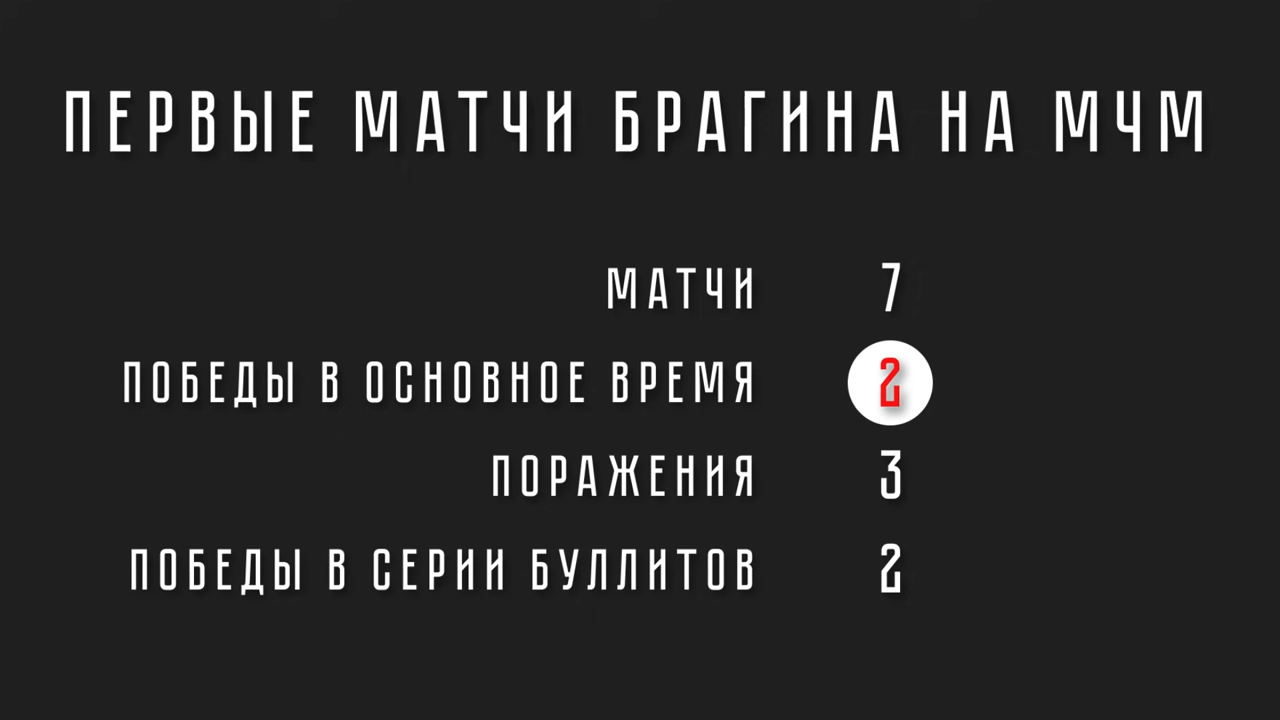 ПЕРВЫЕ МАТЧИ БРАГИНА НА МЧМ
МАТЧИ 7
ПОБЕДЫ В ОСНОВНОЕ ВРЕМЯ 2
ПОРАЖЕНИЯ 3
ПОБЕДЫ В СЕРИИ БУЛЛИТОВ 2